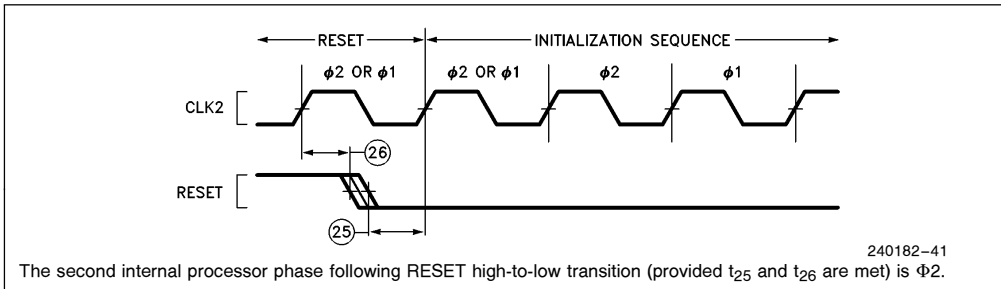 RESET INITIALIZATION SEQUENCE
ϕ2 OR ϕ1 ϕ2 OR ϕ1 ϕ2 ϕ1
CLK2
26
RESET
25
240182–41
The second internal processor phase following RESET high-to-low transition (provided t25 and t26 are met) is Φ2.